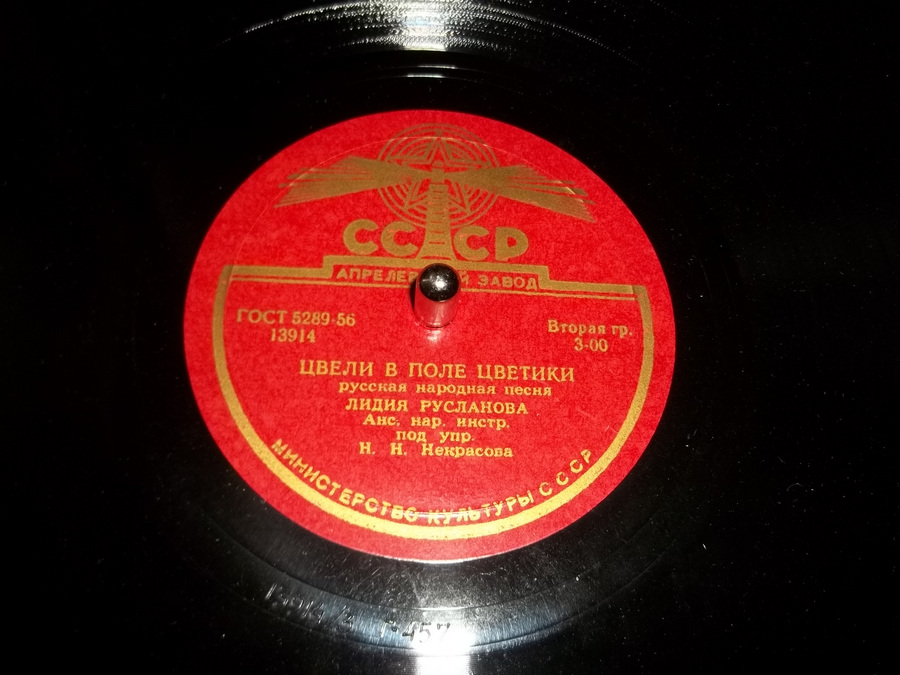 СССР
ЗАВОД
ГОСТ 5289-56
13914
Вторая гр.
3-00
ЦВЕЛИ В ПОЛЕ ЦВЕТИКИ
русская народная песня
ЛИДИЯ РУСЛАНОВА
Анс. нар. инстр.
под упр.
Н. Н. Некрасова
МИНИСТЕРСТВО КУЛЬТУРЫ СССР